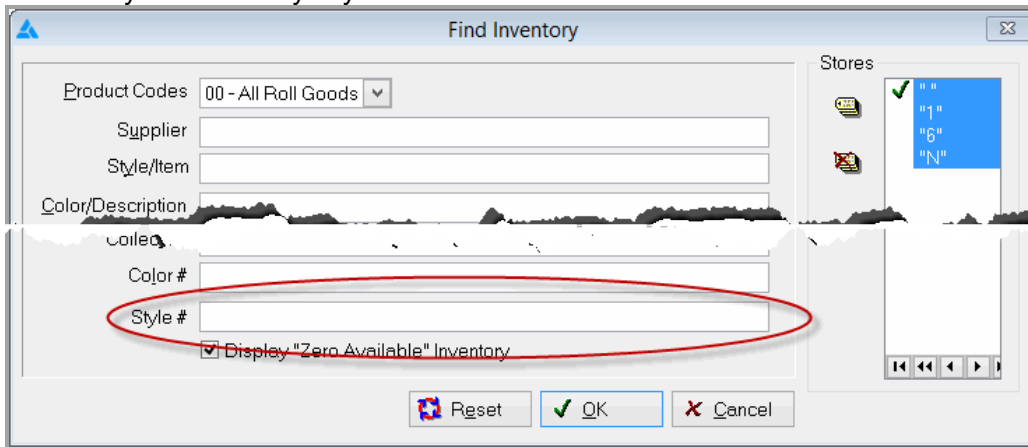 Find Inventory
Product Codes 00 - All Roll Goods
Supplier
Style/Item
Color/Description
Color #
Style #
Display "Zero Available" Inventory
Reset OK Cancel
Stores
" "
"1"
"6"
"N"